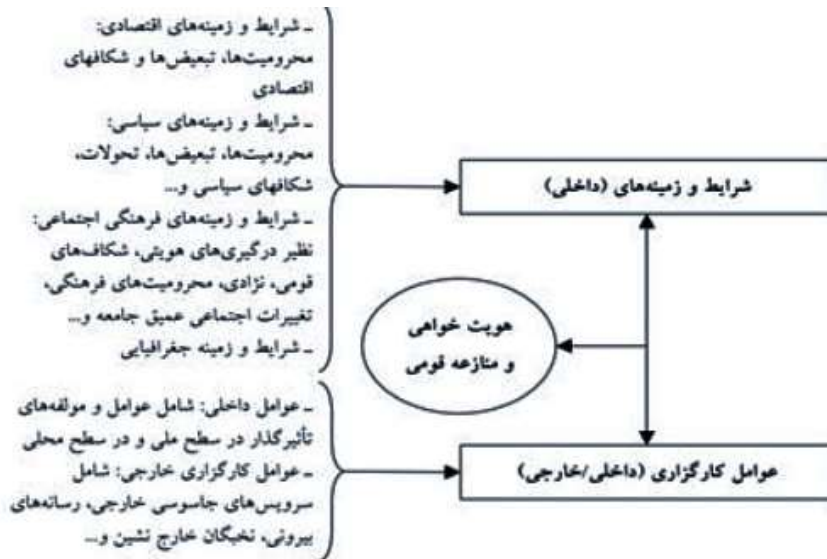 ـ شرایط و زمینه‌های اقتصادی:
محرومیت‌ها، تبعیض‌ها و شکافهای
اقتصادی
ـ شرایط و زمینه‌های سیاسی:
محرومیت‌ها، تبعیض‌ها، تحولات،
شکافهای سیاسی و...
ـ شرایط و زمینه‌های فرهنگی اجتماعی:
نظیر درگیری‌های هویتی، شکاف‌های
قومی، نژادی، محرومیت‌های فرهنگی،
تغییرات اجتماعی عمیق جامعه و...
ـ شرایط و زمینه جغرافیایی
شرایط و زمینه‌های (داخلی)
هویت خواهی
و منازعه قومی
ـ عوامل داخلی: شامل عوامل و مولفه‌های
تأثیرگذار در سطح ملی و در سطح محلی
ـ عوامل کارگزاری خارجی: شامل
سرویس‌های جاسوسی خارجی، رسانه‌های
بیرونی، نخبگان خارج نشین و...
عوامل کارگزاری (داخلی/خارجی)